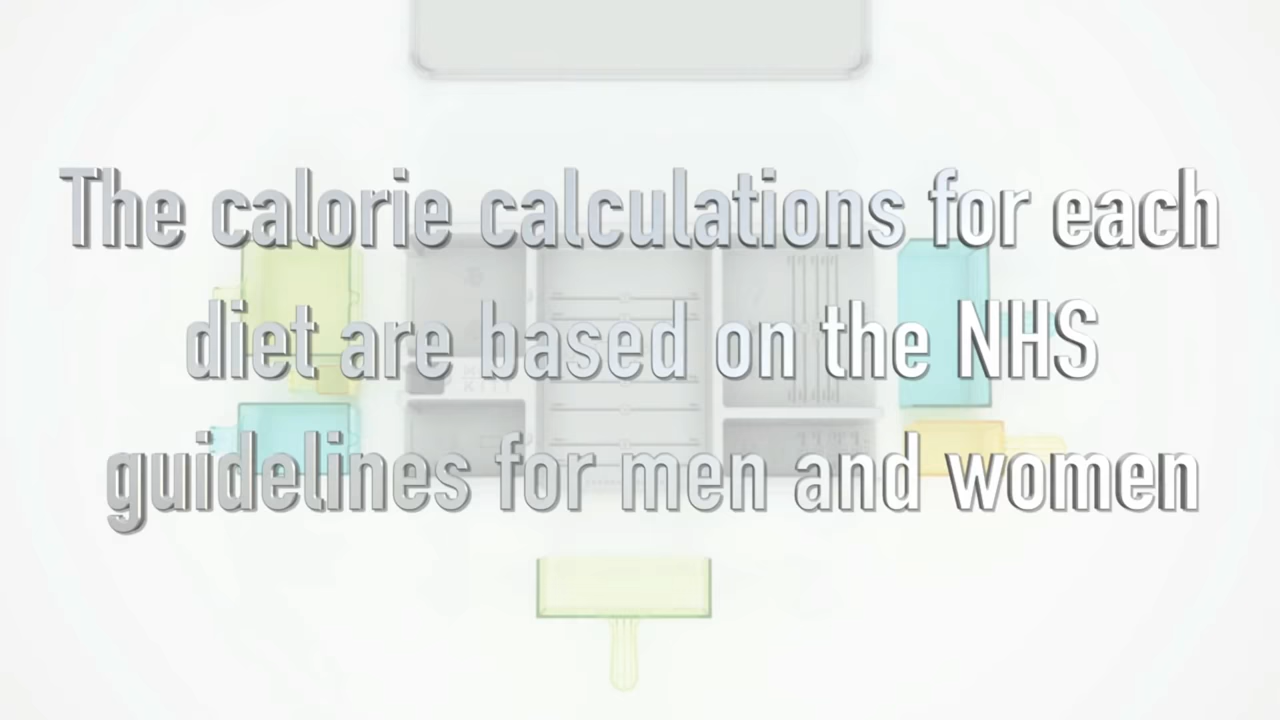 The calorie calculations for each
diet are based on the NHS
guidelines for men and women